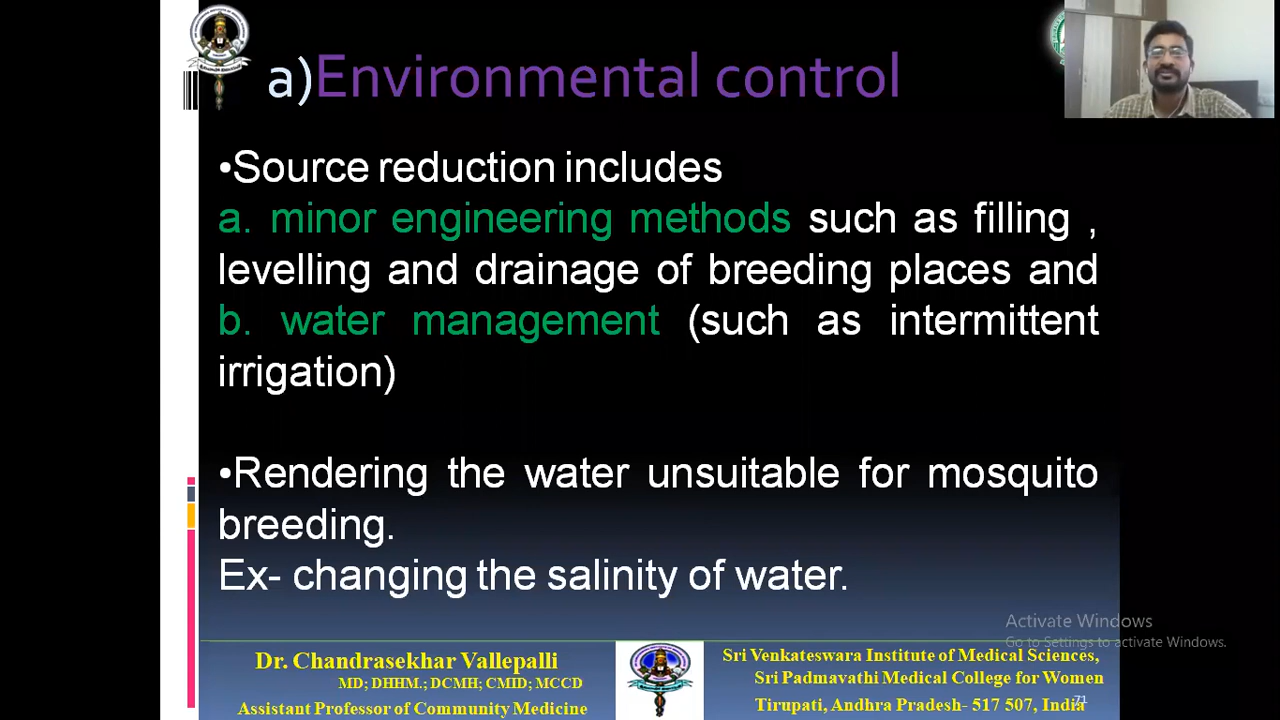 a)Environmental control
•Source reduction includes
a. minor engineering methods such as filling ,
levelling and drainage of breeding places and
b. water management (such as intermittent
irrigation)
•Rendering the water unsuitable for mosquito
breeding.
Ex- changing the salinity of water.
Activate Windows
Go to Settings to activate Windows.
Dr. Chandrasekhar Vallepalli
MD; DHHM.; DCMH; CMID; MCCD
Assistant Professor of Community Medicine
Sri Venkateswara Institute of Medical Sciences,
Sri Padmavathi Medical College for Women
Tirupati, Andhra Pradesh- 517 507, India
71